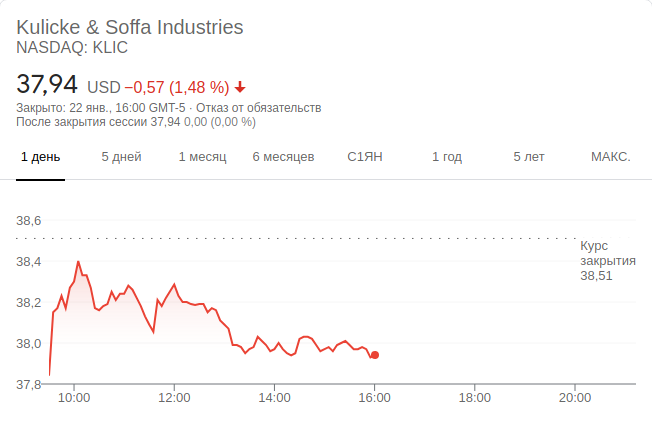 Kulicke & Soffa Industries
NASDAQ: KLIC
37,94 USD −0,57 (1,48 %)
Закрыто: 22 янв., 16:00 GMT-5 · Отказ от обязательств
После закрытия сессии 37,94 0,00 (0,00 %)
1 день 5 дней 1 месяц 6 месяцев С1ЯН 1 год 5 лет МАКС.
38,6
Курс
закрытия
38,51
38,4
38,2
38,0
37,8
10:00 12:00 14:00 16:00 18:00 20:00